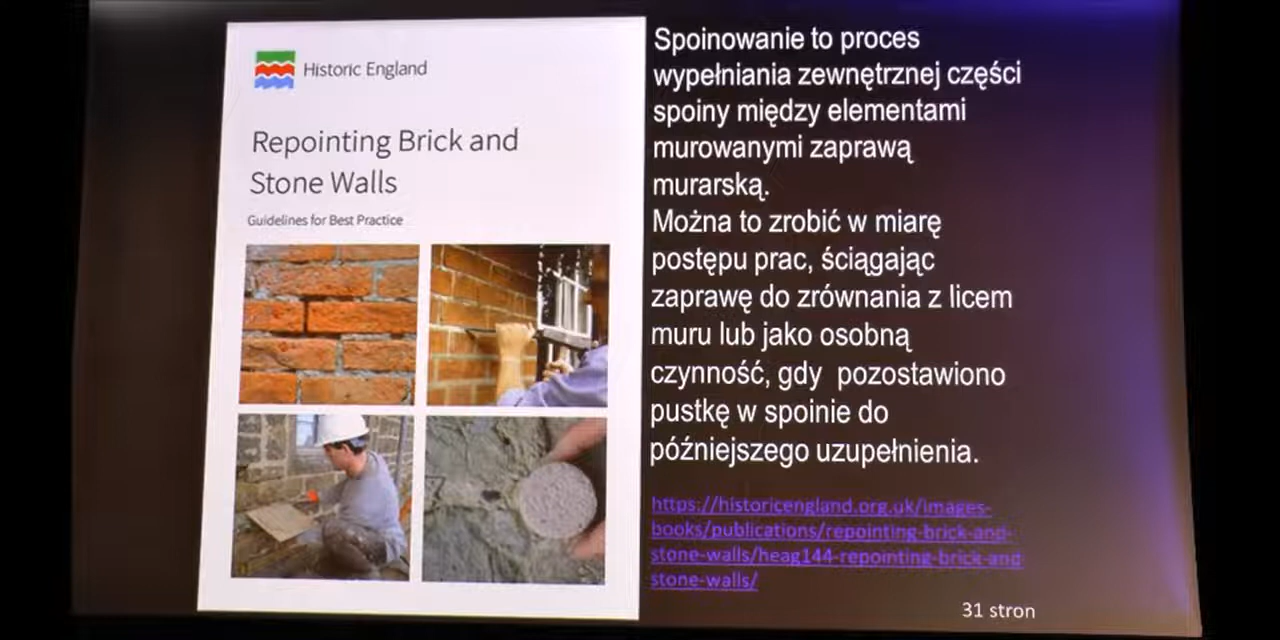 Historic England
Repointing Brick and
Stone Walls
Guidelines for Best Practice
Spoinowanie to proces
wypełniania zewnętrznej części
spoiny między elementami
murowanymi zaprawą
murarską.
Można to zrobić w miarę
postępu prac, ściągając
zaprawę do zrównania z licem
muru lub jako osobną
czynność, gdy pozostawiono
pustkę w spoinie do
późniejszego uzupełnienia.
https://historicengland.org.uk/images-
books/publications/repointing-brick-and-
stone-walls/heag144-repointing-brick-and-
stone-walls/
31 stron